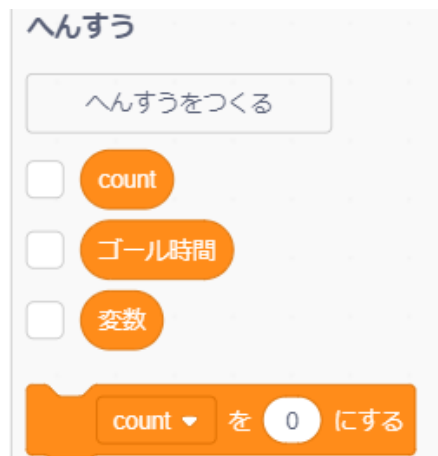 へんすう
へんすうをつくる
count
ゴール時間
変数
count を 0 にする